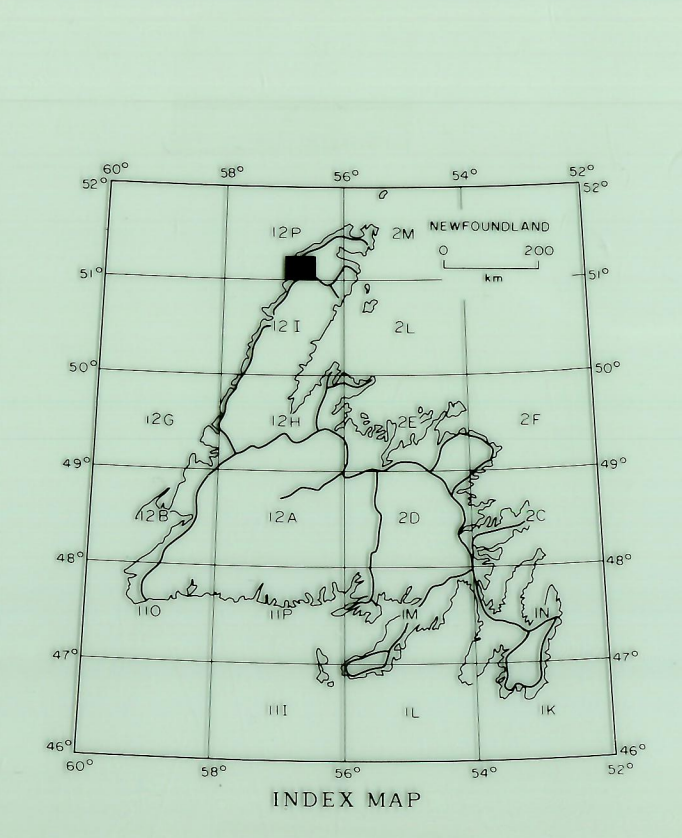 60° 58° 56° 54° 52°
52° 52°
12P 2M NEWFOUNDLAND
0 200
km
51° 51°
12I 2L
50° 50°
12G 12H 2E 2F
49° 49°
12B 12A 2D 2C
48° 48°
11O 11P 1M 1N
47° 47°
11I 1L 1K
46° 46°
60° 58° 56° 54° 52°
INDEX MAP